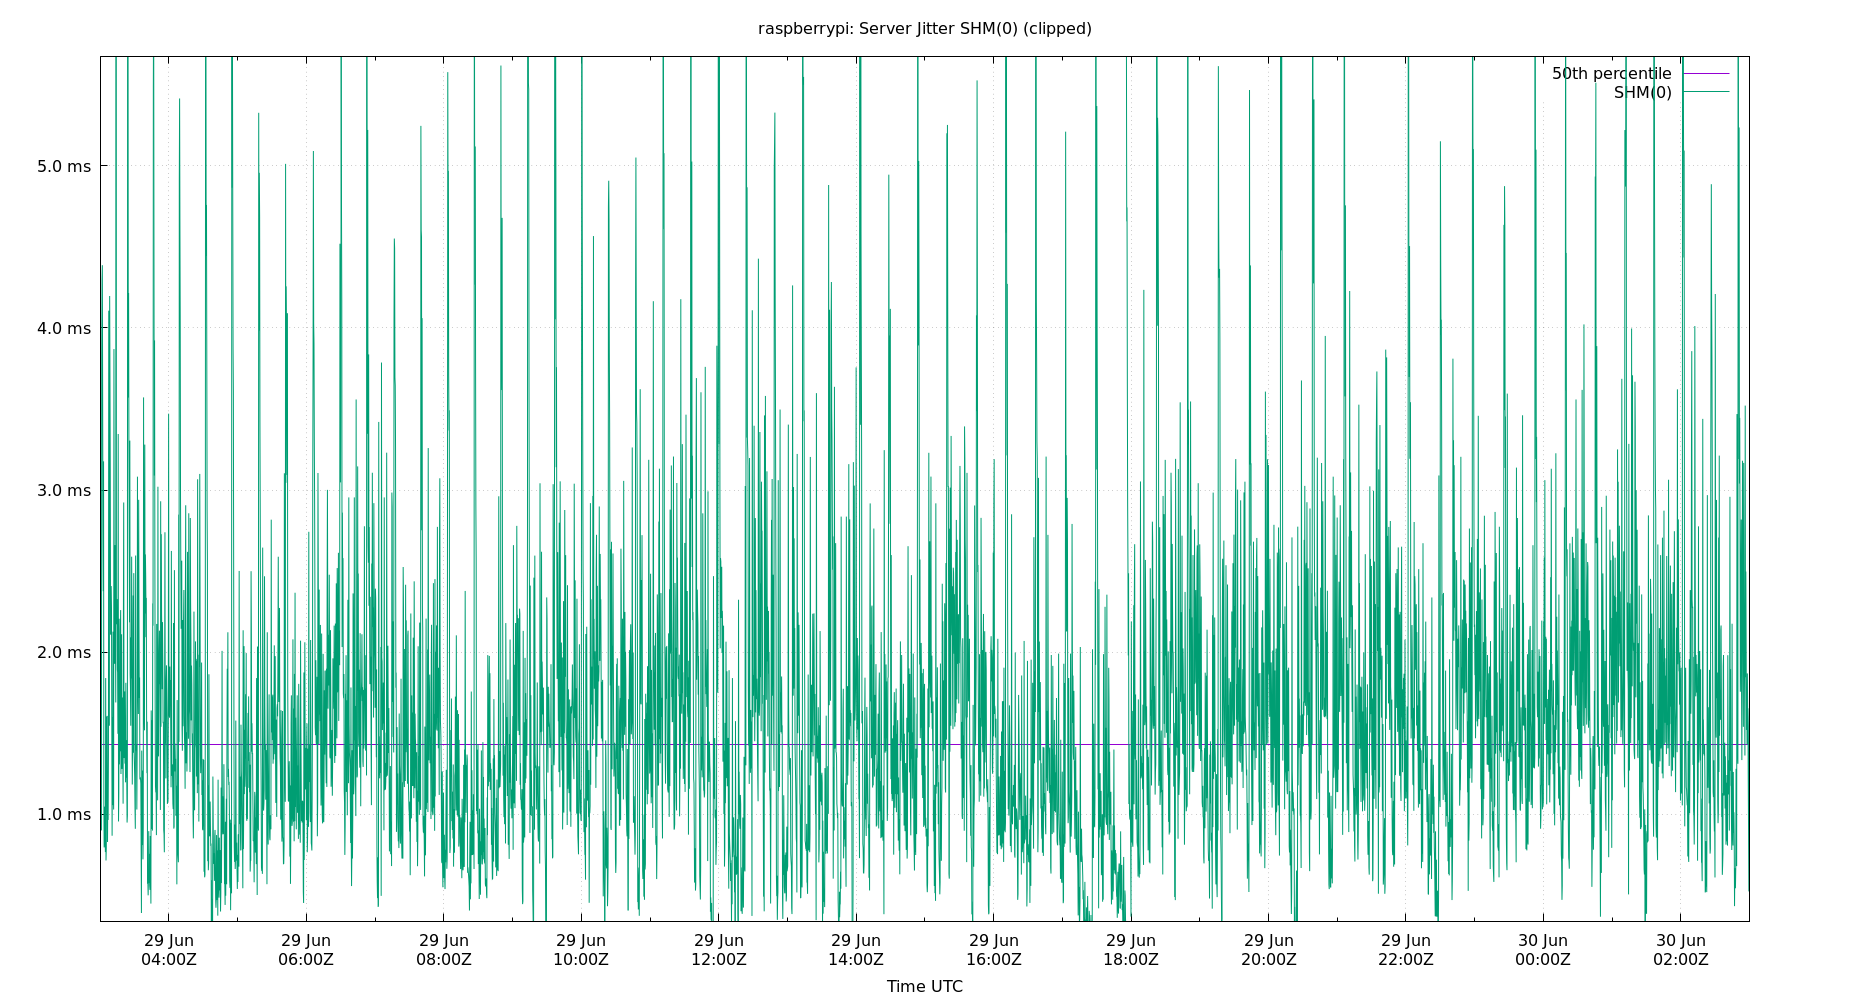 raspberrypi: Server Jitter SHM(0) (clipped)
50th percentile
SHM(0)
5.0 ms
4.0 ms
3.0 ms
2.0 ms
1.0 ms
29 Jun 29 Jun 29 Jun 29 Jun 29 Jun 29 Jun 29 Jun 29 Jun 29 Jun 29 Jun 30 Jun 30 Jun
04:00Z 06:00Z 08:00Z 10:00Z 12:00Z 14:00Z 16:00Z 18:00Z 20:00Z 22:00Z 00:00Z 02:00Z
Time UTC